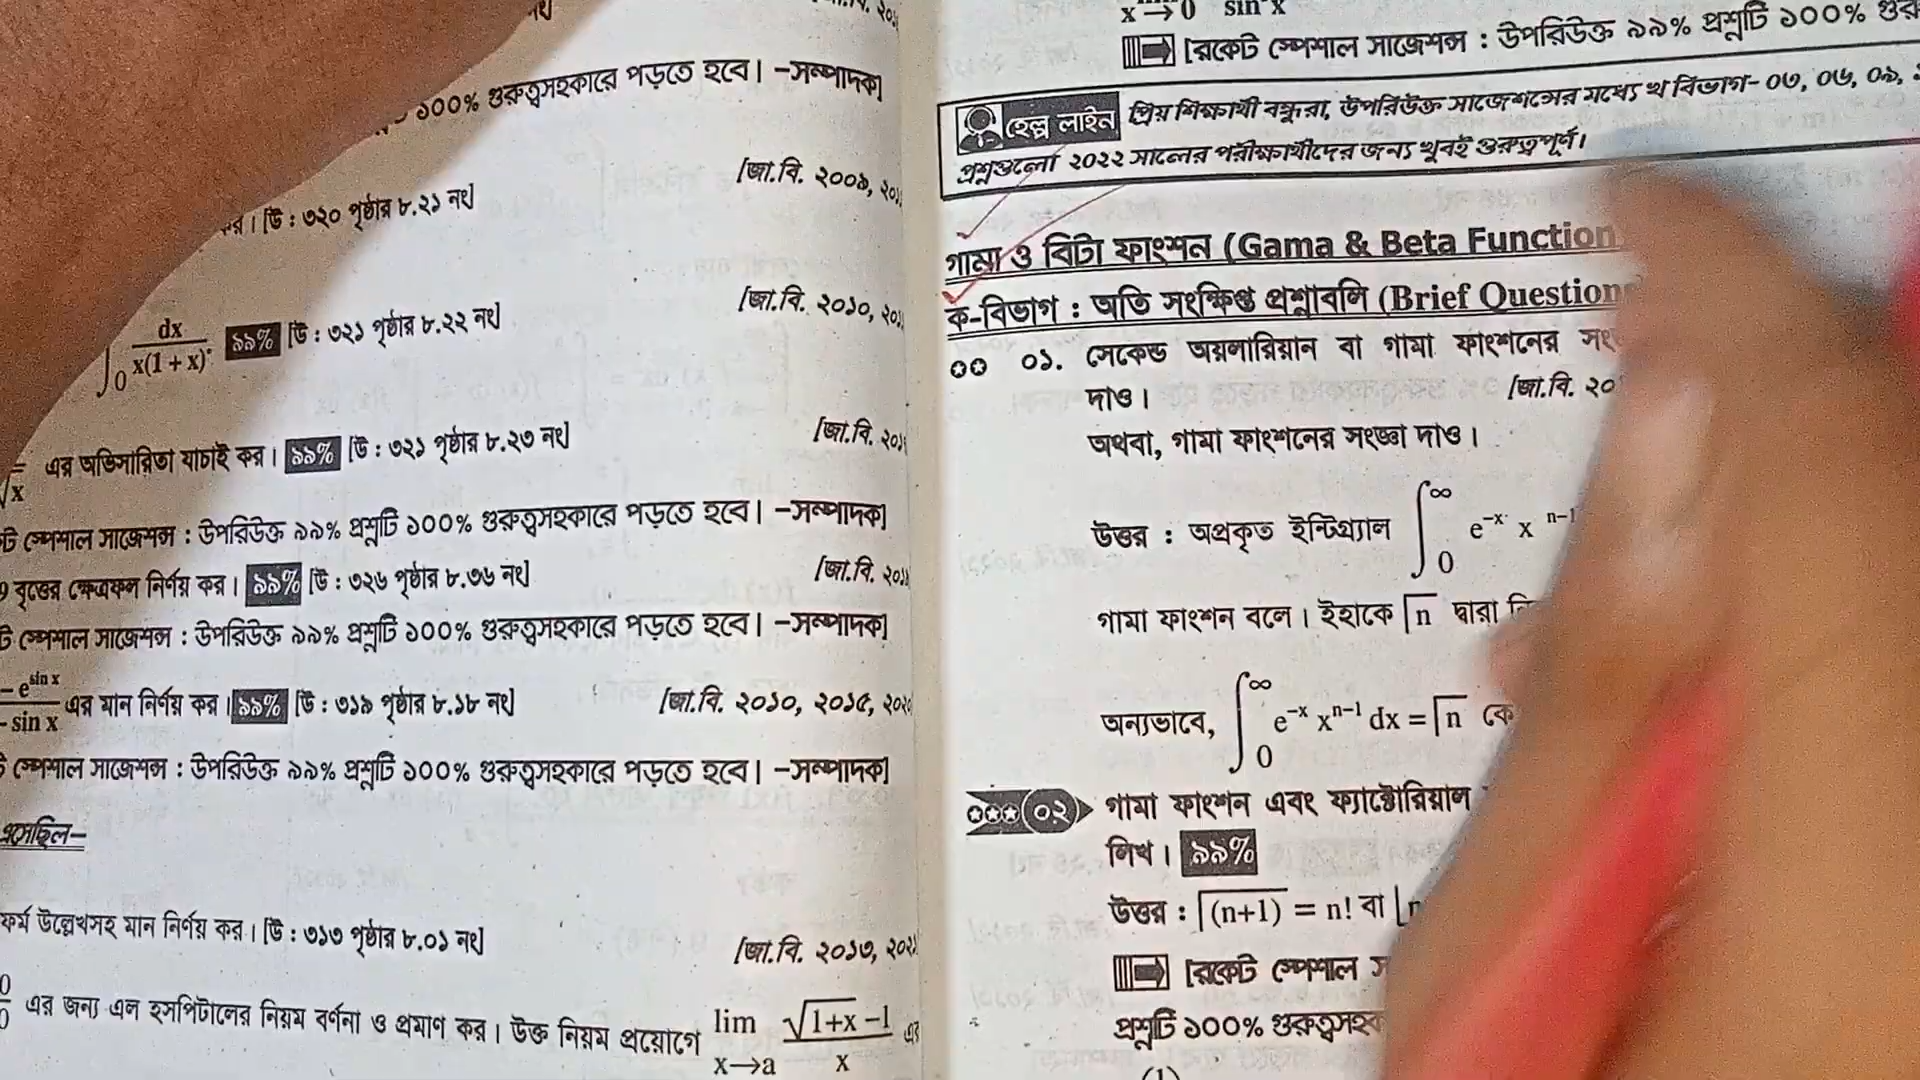 ১০০% গুরুত্বসহকারে পড়তে হবে। –সম্পাদক]
[জা.বি. ২০০৯,
[উ : ৩২০ পৃষ্ঠার ৮.২১ নং]
[জা.বি. ২০১০,
∫0 dx/x(1 + x) ৯৯% [উ : ৩২১ পৃষ্ঠার ৮.২২ নং]
[জা.বি.
x এর অভিসারিতা যাচাই কর। ৯৯% [উ : ৩২১ পৃষ্ঠার ৮.২৩ নং]
স্পেশাল সাজেশন্স : উপরিউক্ত ৯৯% প্রশ্নটি ১০০% গুরুত্বসহকারে পড়তে হবে। –সম্পাদক]
বৃত্তের ক্ষেত্রফল নির্ণয় কর। ৯৯% [উ : ৩২৬ পৃষ্ঠার ৮.৩৬ নং] [জা.বি.
স্পেশাল সাজেশন্স : উপরিউক্ত ৯৯% প্রশ্নটি ১০০% গুরুত্বসহকারে পড়তে হবে। –সম্পাদক]
– e^sin x / – sin x এর মান নির্ণয় কর। ৯৯% [উ : ৩১৯ পৃষ্ঠার ৮.১৮ নং] [জা.বি. ২০১০, ২০১৫,
স্পেশাল সাজেশন্স : উপরিউক্ত ৯৯% প্রশ্নটি ১০০% গুরুত্বসহকারে পড়তে হবে। –সম্পাদক]
এসেছিল–
ফর্ম উল্লেখসহ মান নির্ণয় কর। [উ : ৩১৩ পৃষ্ঠার ৮.০১ নং]
[জা.বি. ২০১৩,
0/0 এর জন্য এল হসপিটালের নিয়ম বর্ণনা ও প্রমাণ কর। উক্ত নিয়ম প্রয়োগে lim x→a √1+x –1 / x
x→0 sin x
[রকেট স্পেশাল সাজেশন্স : উপরিউক্ত ৯৯% প্রশ্নটি ১০০%
হেল্প লাইন প্রিয় শিক্ষার্থী বন্ধুরা, উপরিউক্ত সাজেশন্সের মধ্যে খ বিভাগ- ০৩, ০৬, ০৯,
প্রশ্নগুলো ২০২২ সালের পরীক্ষার্থীদের জন্য খুবই গুরুত্বপূর্ণ।
গামা ও বিটা ফাংশন (Gama & Beta Function
ক-বিভাগ : অতি সংক্ষিপ্ত প্রশ্নাবলি (Brief Question
০১. সেকেন্ড অয়লারিয়ান বা গামা ফাংশনের
দাও। [জা.বি.
অথবা, গামা ফাংশনের সংজ্ঞা দাও।
উত্তর : অপ্রকৃত ইন্টিগ্র্যাল ∫0^∞ e^–x x^n–1
গামা ফাংশন বলে। ইহাকে Γn দ্বারা
অন্যভাবে, ∫0^∞ e^–x x^n–1 dx = Γn কে
০২ গামা ফাংশন এবং ফ্যাক্টোরিয়াল
লিখ। ৯৯%
উত্তর : Γ(n+1) = n! বা
[রকেট স্পেশাল
প্রশ্নটি ১০০%
(1)